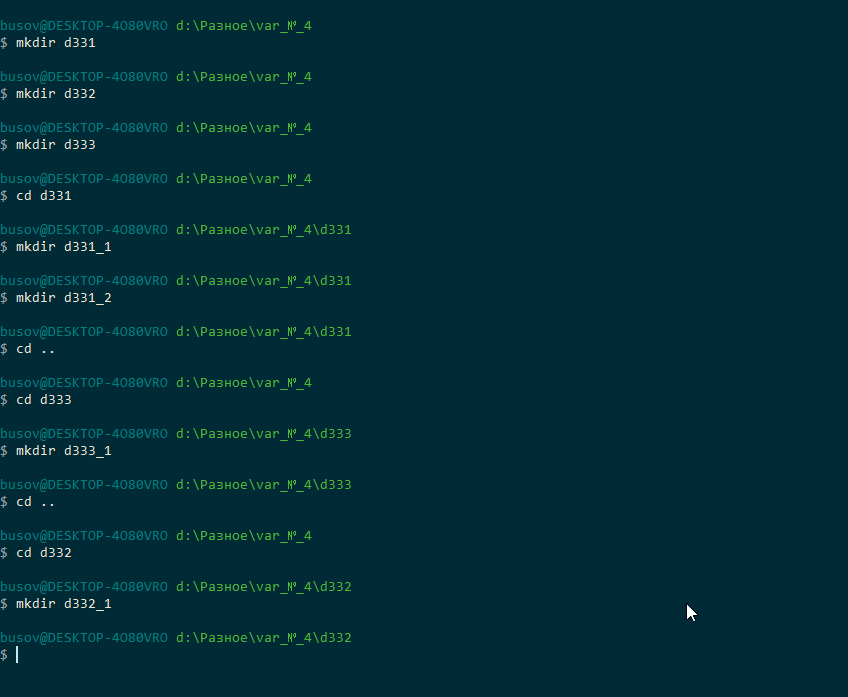 busov@DESKTOP-4O80VRO d:\Разное\var_№_4
$ mkdir d331
busov@DESKTOP-4O80VRO d:\Разное\var_№_4
$ mkdir d332
busov@DESKTOP-4O80VRO d:\Разное\var_№_4
$ mkdir d333
busov@DESKTOP-4O80VRO d:\Разное\var_№_4
$ cd d331
busov@DESKTOP-4O80VRO d:\Разное\var_№_4\d331
$ mkdir d331_1
busov@DESKTOP-4O80VRO d:\Разное\var_№_4\d331
$ mkdir d331_2
busov@DESKTOP-4O80VRO d:\Разное\var_№_4\d331
$ cd ..
busov@DESKTOP-4O80VRO d:\Разное\var_№_4
$ cd d333
busov@DESKTOP-4O80VRO d:\Разное\var_№_4\d333
$ mkdir d333_1
busov@DESKTOP-4O80VRO d:\Разное\var_№_4\d333
$ cd ..
busov@DESKTOP-4O80VRO d:\Разное\var_№_4
$ cd d332
busov@DESKTOP-4O80VRO d:\Разное\var_№_4\d332
$ mkdir d332_1
busov@DESKTOP-4O80VRO d:\Разное\var_№_4\d332
$